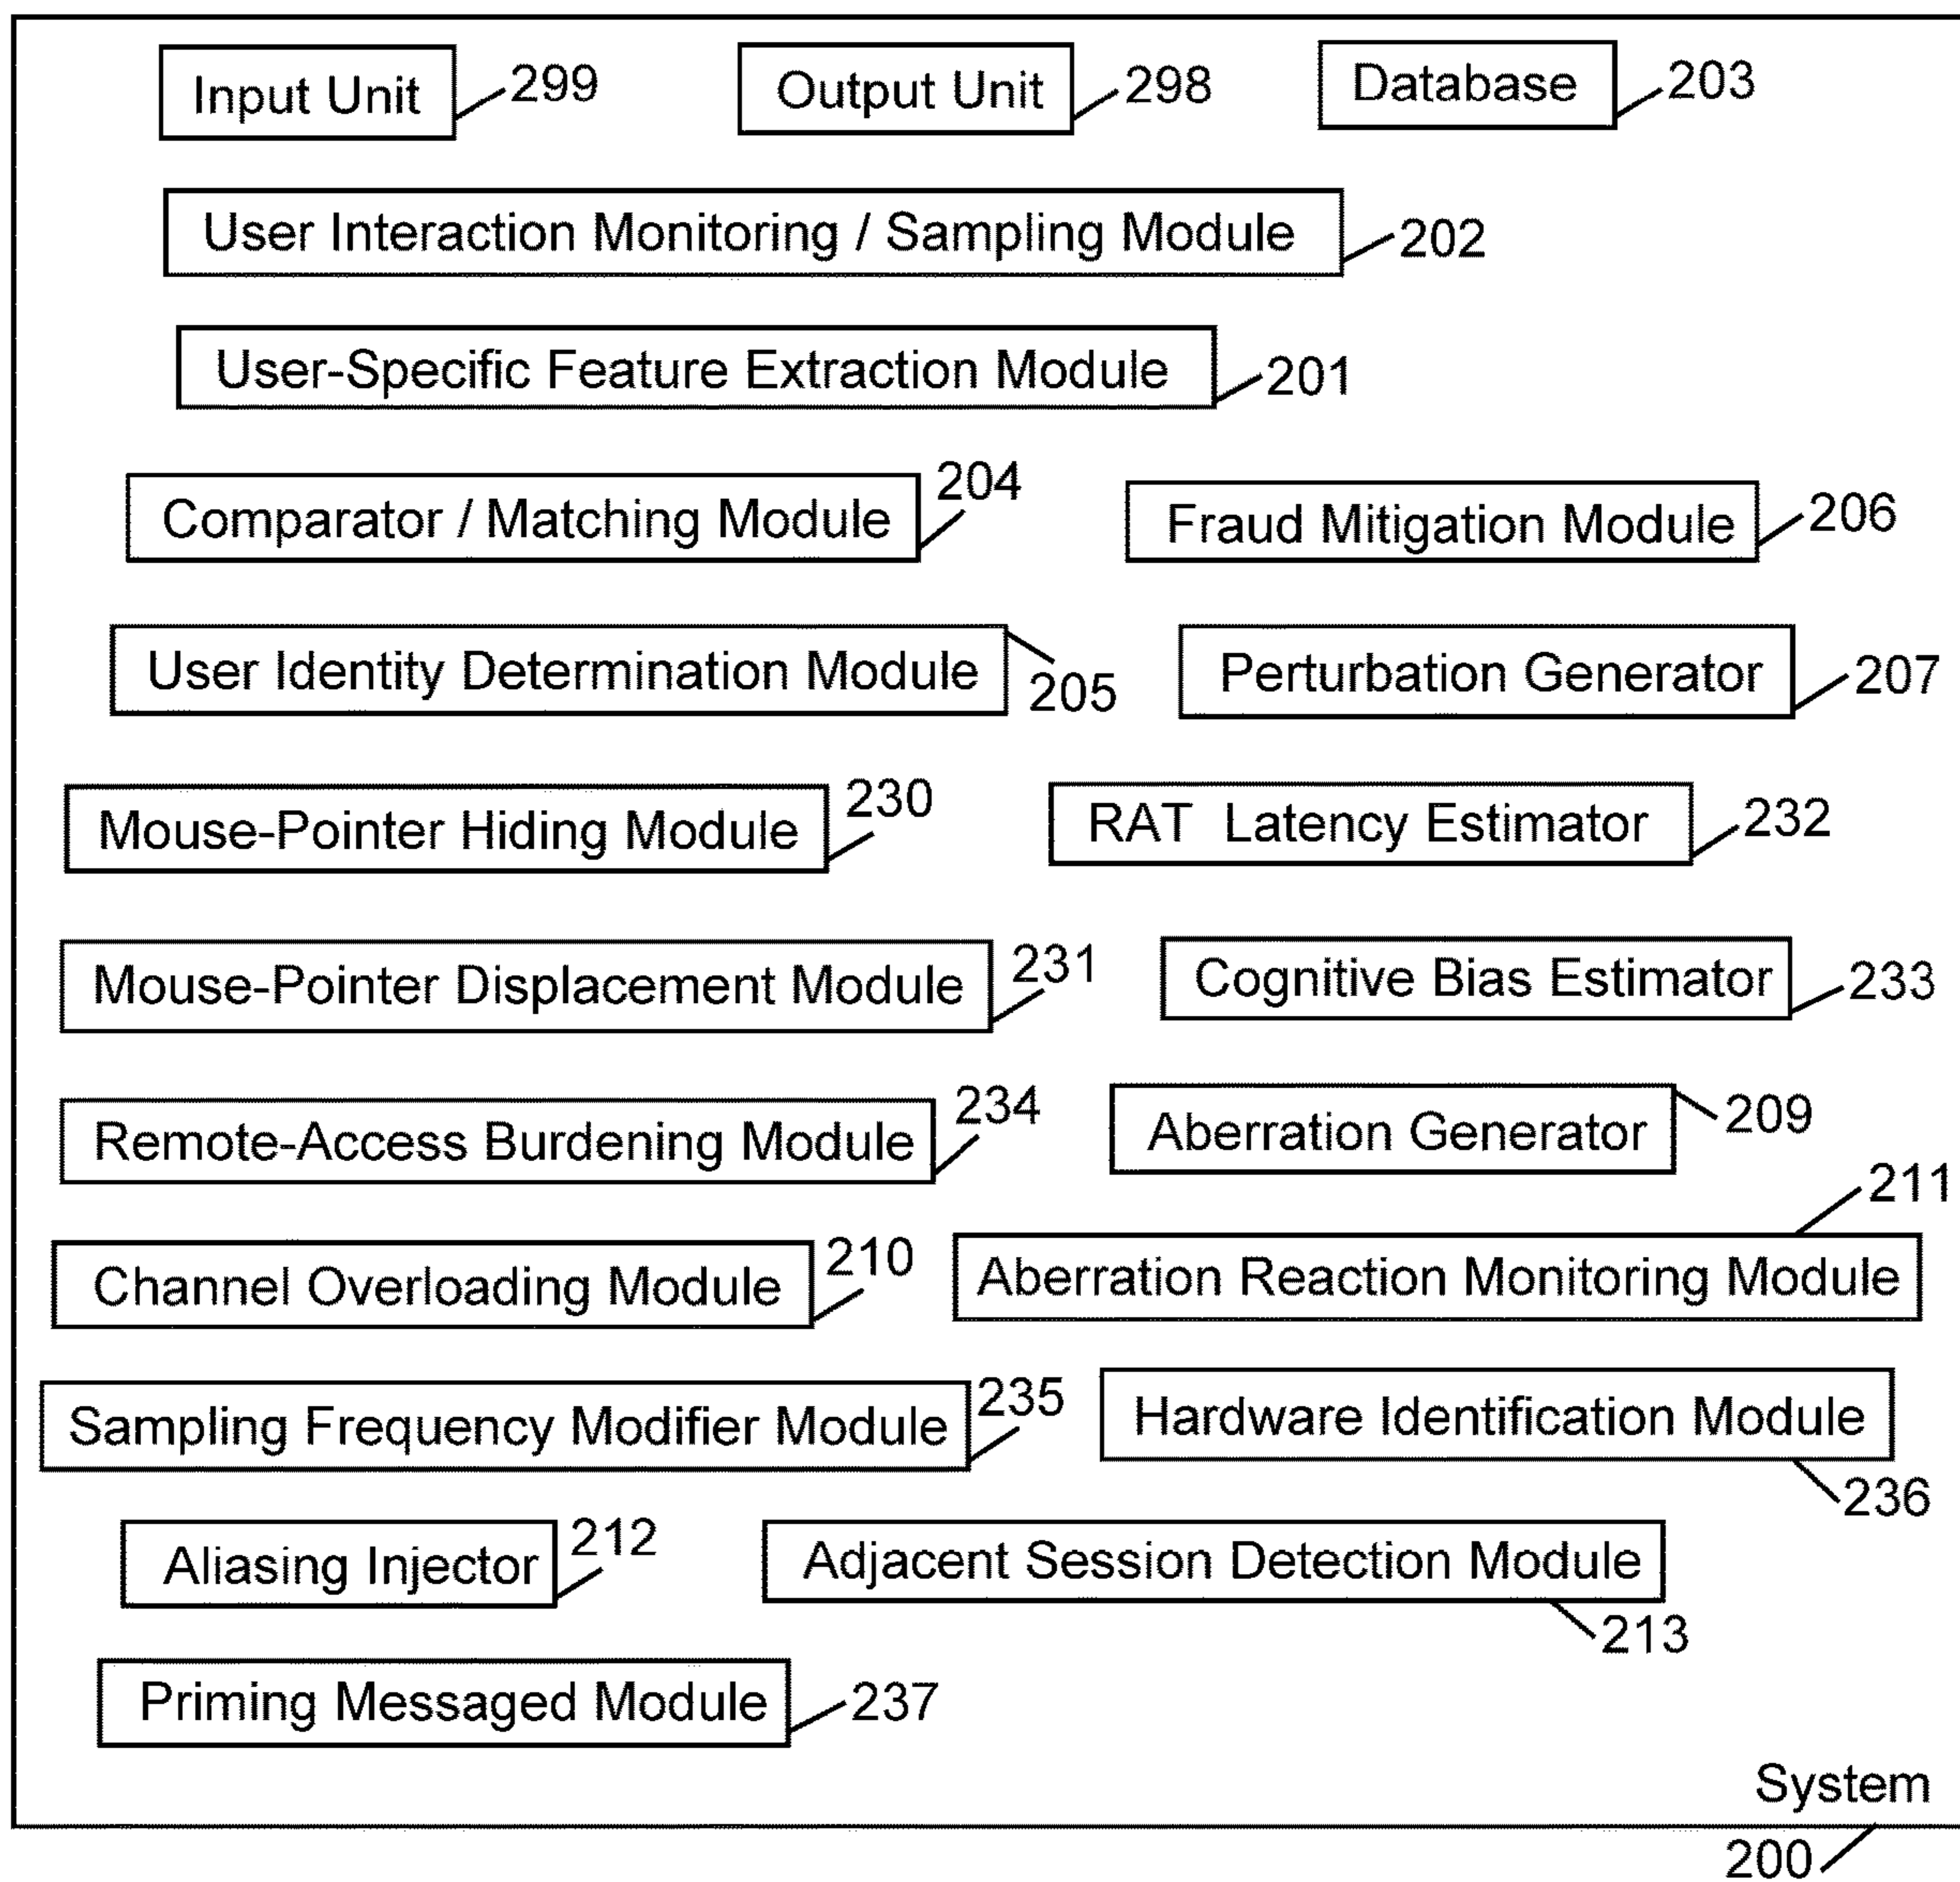 Input Unit 299 Output Unit 298 Database 203
User Interaction Monitoring / Sampling Module 202
User-Specific Feature Extraction Module 201
Comparator / Matching Module 204 Fraud Mitigation Module 206
User Identity Determination Module 205 Perturbation Generator 207
Mouse-Pointer Hiding Module 230 RAT Latency Estimator 232
Mouse-Pointer Displacement Module 231 Cognitive Bias Estimator 233
Remote-Access Burdening Module 234 Aberration Generator 209
Channel Overloading Module 210 Aberration Reaction Monitoring Module 211
Sampling Frequency Modifier Module 235 Hardware Identification Module 236
Aliasing Injector 212 Adjacent Session Detection Module 213
Priming Messaged Module 237
System
200